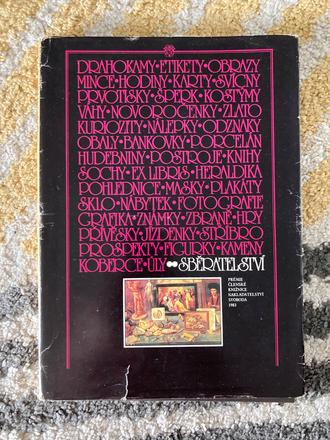 DRAHOKAMY•ETIKETY•OBRAZY
MINCE•HODINY•KARTY•SVÍCNY
PRVOTISKY•ŠPERK•KOSTÝMY
VÁHY•NOVOROČENKY•ZLATO
KURIOZITY•NÁLEPKY•ODZNAKY
OBALY•BANKOVKY•PORCELÁN
HUDEBNINY•POSTROJE•KNIHY
SOCHY•EX LIBRIS•HERALDIKA
POHLEDNICE•MASKY•PLAKÁTY
SKLO•NÁBYTEK•FOTOGRAFIE
GRAFIKA•ZNÁMKY•ZBRANĚ•HRY
PŘÍVĚSKY•JÍZDENKY•STŘÍBRO
PROSPEKTY•FIGURKY•KAMENY
KOBERCE•ÚLY••SBĚRATELSTVÍ
PRÉMIE
ČLENSKÉ
KNIŽNICE
NAKLADATELSTVÍ
SVOBODA
1983